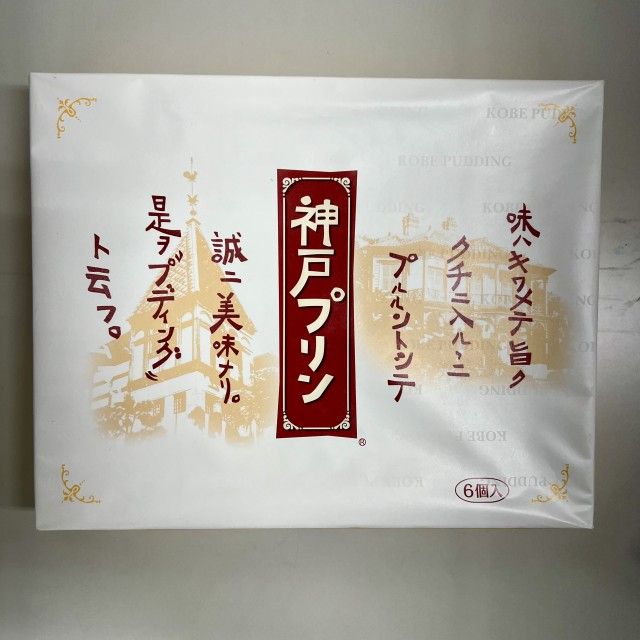 味ハキワメテ旨ク
クチニ入ルヽニ
プルルントシテ
神戸プリン
®
誠ニ美味ナリ。
是ヲプディング〟
ト云フ。
6個入
KOBE PUDDING
KOBE PUDDING